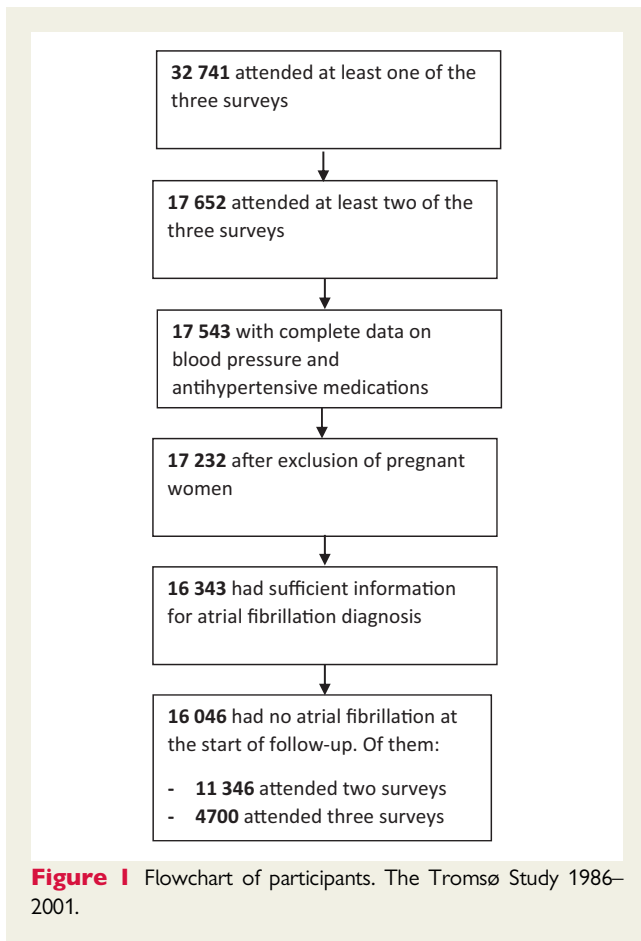 32 741 attended at least one of the
three surveys
17 652 attended at least two of the
three surveys
17 543 with complete data on
blood pressure and
antihypertensive medications
17 232 after exclusion of pregnant
women
16 343 had sufficient information
for atrial fibrillation diagnosis
16 046 had no atrial fibrillation at
the start of follow-up. Of them:
- 11 346 attended two surveys
- 4700 attended three surveys
Figure 1 Flowchart of participants. The Tromsø Study 1986–
2001.